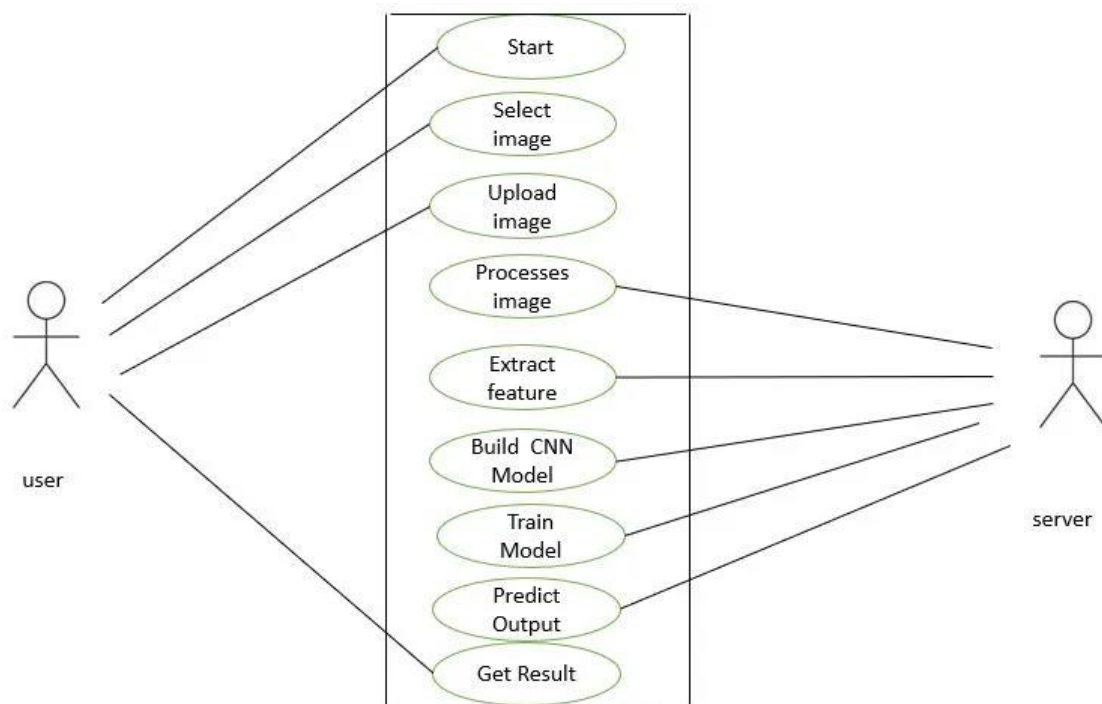 Start
Select
image
Upload
image
Processes
image
Extract
feature
Build CNN
Model
Train
Model
Predict
Output
Get Result
user
server